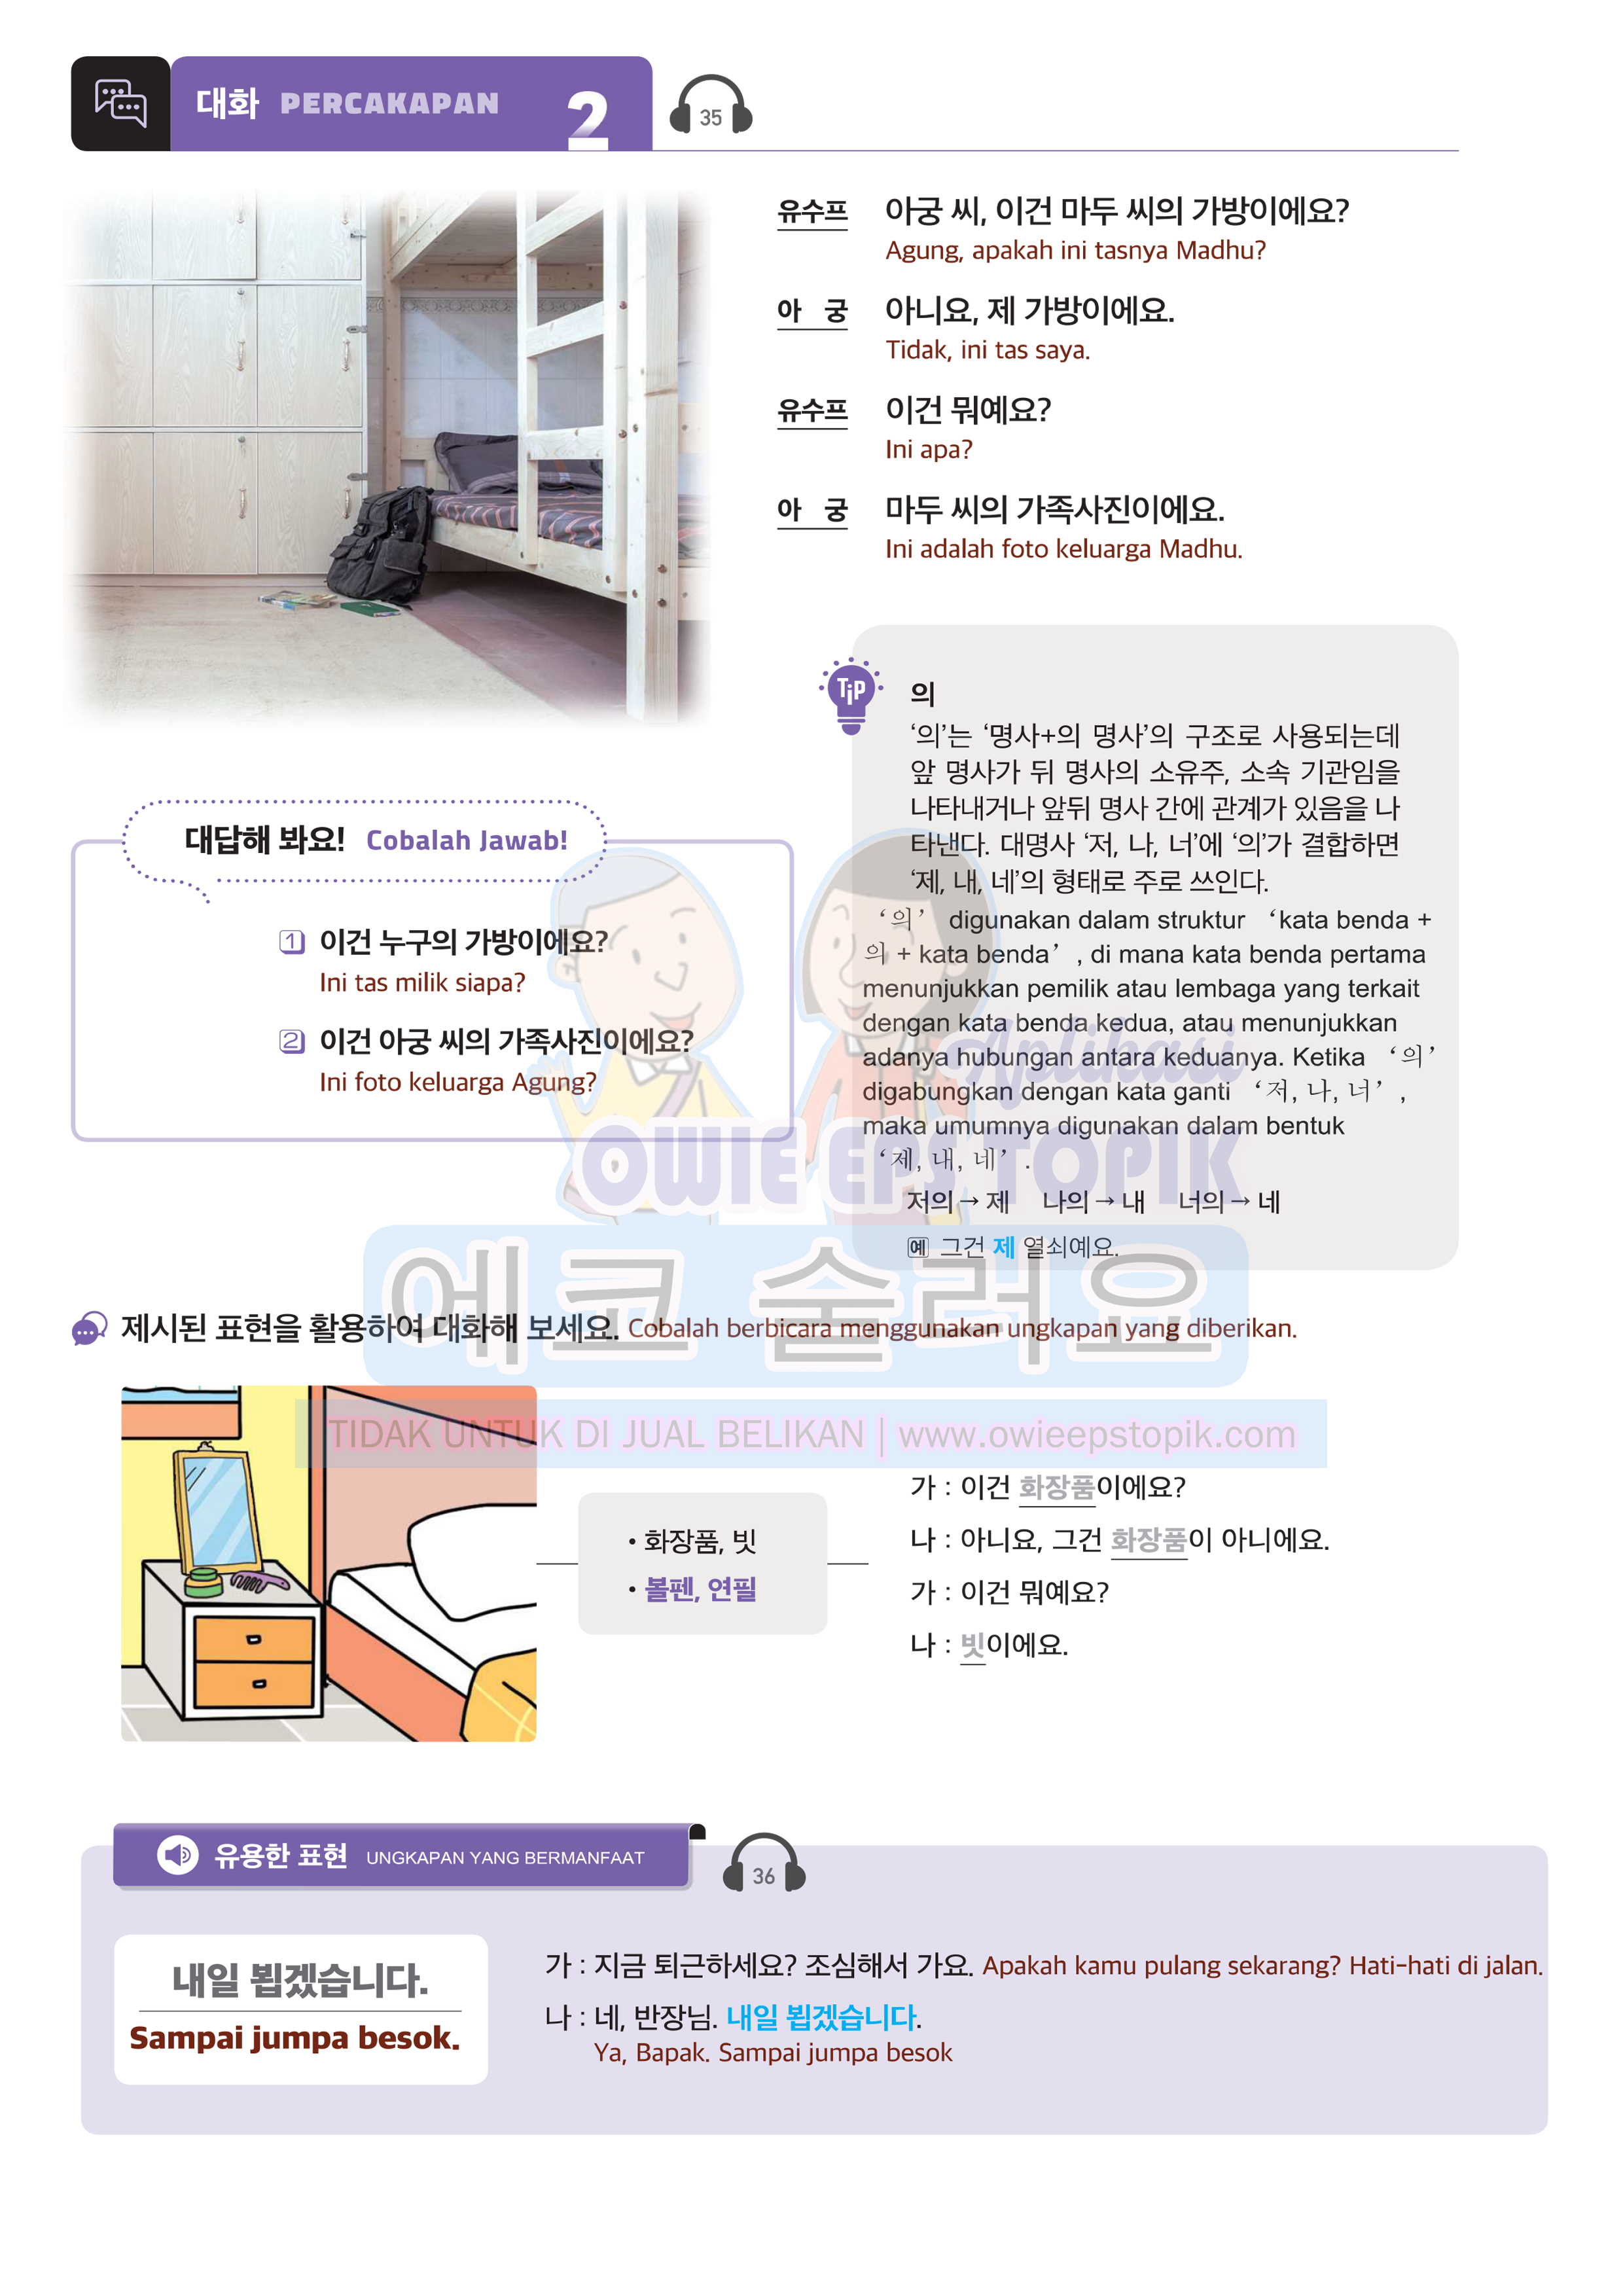 대화 PERCAKAPAN 2
35
유수프 아궁 씨, 이건 마두 씨의 가방이에요?
Agung, apakah ini tasnya Madhu?
아 궁 아니요, 제 가방이에요.
Tidak, ini tas saya.
유수프 이건 뭐예요?
Ini apa?
아 궁 마두 씨의 가족사진이에요.
Ini adalah foto keluarga Madhu.
TiP
의
‘의’는 ‘명사+의 명사’의 구조로 사용되는데
앞 명사가 뒤 명사의 소유주, 소속 기관임을
나타내거나 앞뒤 명사 간에 관계가 있음을 나
타낸다. 대명사 ‘저, 나, 너’에 ‘의’가 결합하면
‘제, 내, 네’의 형태로 주로 쓰인다.
‘의’ digunakan dalam struktur ‘kata benda +
의 + kata benda’, di mana kata benda pertama
menunjukkan pemilik atau lembaga yang terkait
dengan kata benda kedua, atau menunjukkan
adanya hubungan antara keduanya. Ketika ‘의’
digabungkan dengan kata ganti ‘저, 나, 너’,
maka umumnya digunakan dalam bentuk
‘제, 내, 네’.
저의 → 제 나의 → 내 너의 → 네
예 그건 제 열쇠예요.
대답해 봐요! Cobalah Jawab!
1 이건 누구의 가방이에요?
Ini tas milik siapa?
2 이건 아궁 씨의 가족사진이에요?
Ini foto keluarga Agung?
Aplikasi
OWIE EPS TOPIK
에코 술러요
제시된 표현을 활용하여 대화해 보세요. Cobalah berbicara menggunakan ungkapan yang diberikan.
TIDAK UNTUK DI JUAL BELIKAN | www.owieepstopik.com
• 화장품, 빗
• 볼펜, 연필
가 : 이건 화장품이에요?
나 : 아니요, 그건 화장품이 아니에요.
가 : 이건 뭐예요?
나 : 빗이에요.
유용한 표현 UNGKAPAN YANG BERMANFAAT
36
내일 뵙겠습니다.
Sampai jumpa besok.
가 : 지금 퇴근하세요? 조심해서 가요. Apakah kamu pulang sekarang? Hati-hati di jalan.
나 : 네, 반장님. 내일 뵙겠습니다.
Ya, Bapak. Sampai jumpa besok